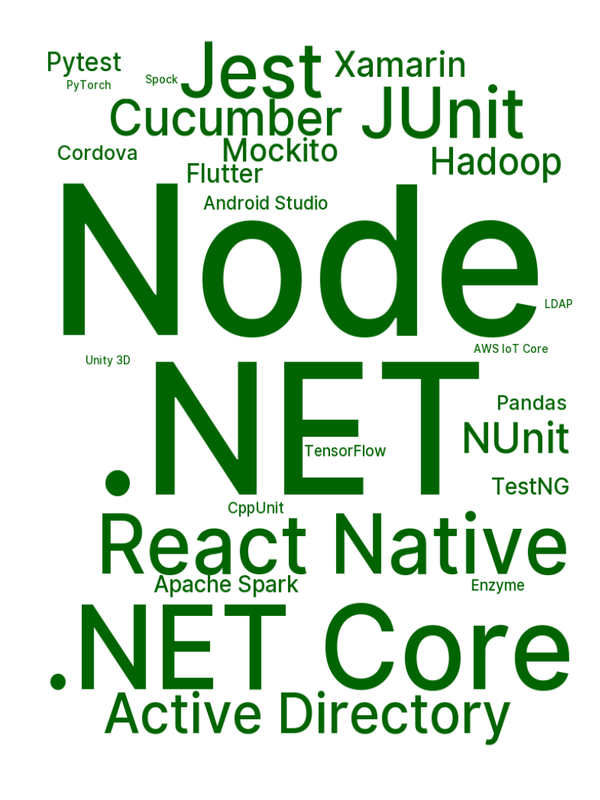 Pytest
PyTorch
Spock
Jest
Xamarin
Cucumber
JUnit
Cordova
Mockito
Hadoop
Flutter
Android Studio
Node
LDAP
AWS IoT Core
Unity 3D
.NET
Pandas
NUnit
TensorFlow
TestNG
CppUnit
React Native
Apache Spark
Enzyme
.NET Core
Active Directory